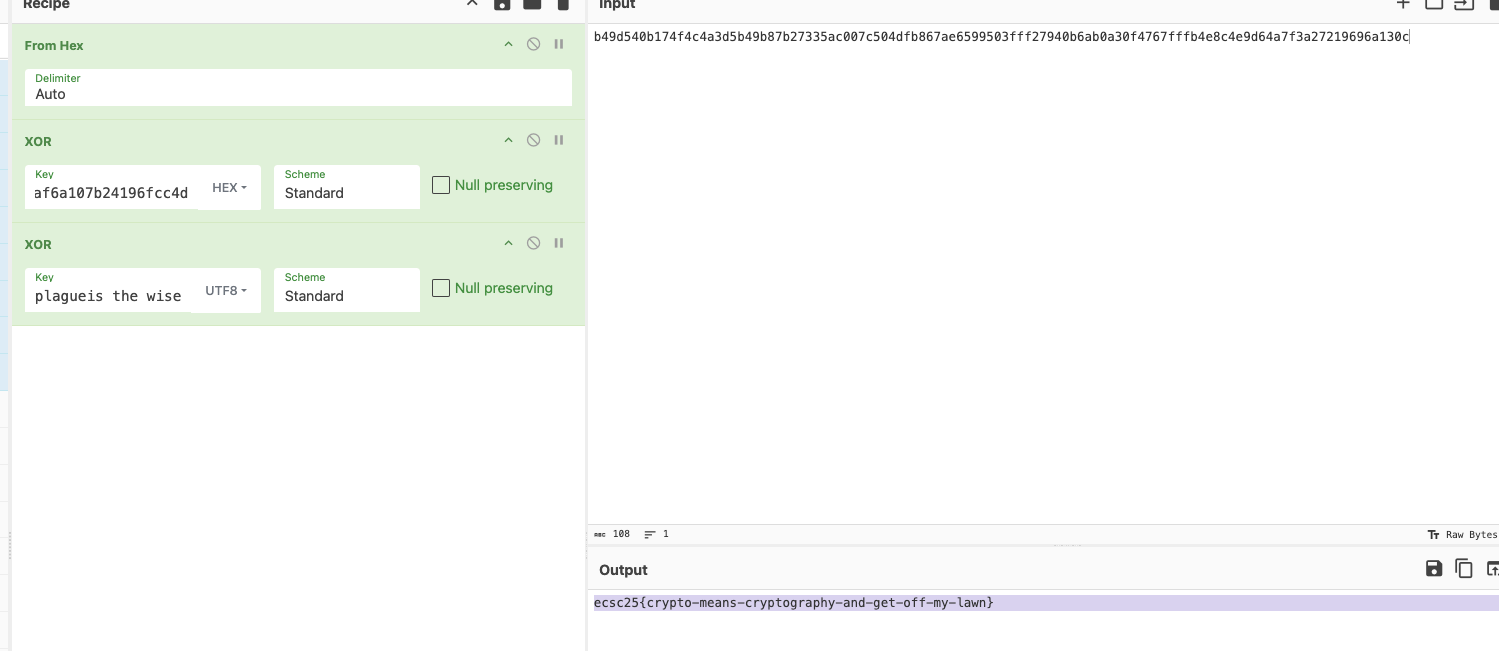 Recipe
From Hex
Delimiter
Auto
XOR
Key
af6a107b24196fcc4d
HEX
Scheme
Standard
Null preserving
XOR
Key
plagueis the wise
UTF8
Scheme
Standard
Null preserving
Input
b49d540b174f4c4a3d5b49b87b27335ac007c504dfb867ae6599503fff27940b6ab0a30f4767fffb4e8c4e9d64a7f3a27219696a130c
ABC 108 1
Tт Raw Bytes
Output
ecsc25{crypto-means-cryptography-and-get-off-my-lawn}